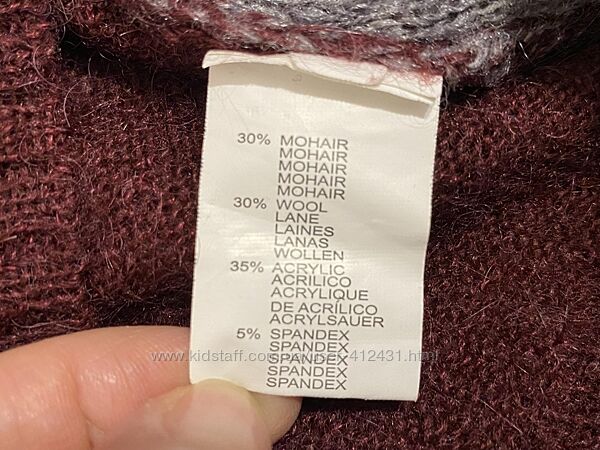 30% MOHAIR
MOHAIR
MOHAIR
MOHAIR
MOHAIR
30% WOOL
LANE
LAINES
LANAS
WOLLEN
35% ACRYLIC
ACRILICO
ACRYLIQUE
DE ACRÍLICO
ACRYLSAUER
5% SPANDEX
SPANDEX
SPANDEX
SPANDEX
SPANDEX